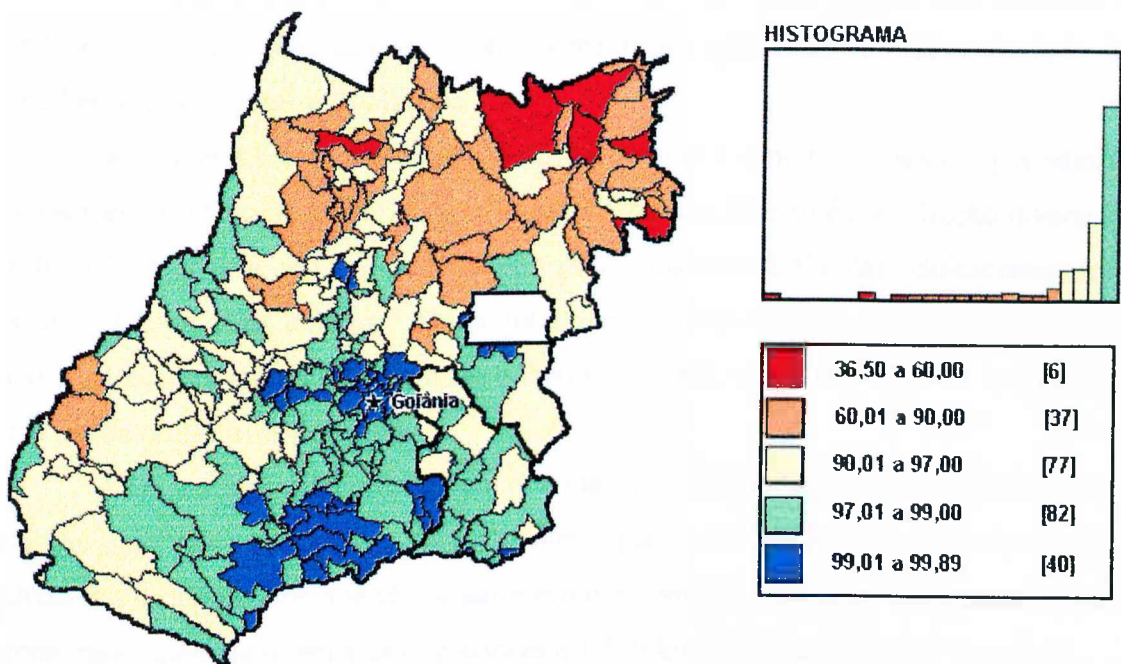 HISTOGRAMA
Goiânia
36,50 a 60,00 [6]
60,01 a 90,00 [37]
90,01 a 97,00 [77]
97,01 a 99,00 [82]
99,01 a 99,89 [40]